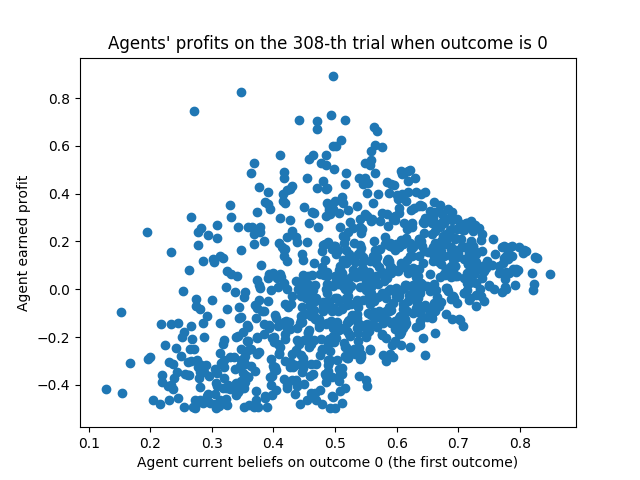 Agents' profits on the 308-th trial when outcome is 0
Agent earned profit
0.8
0.6
0.4
0.2
0.0
−0.2
−0.4
0.1 0.2 0.3 0.4 0.5 0.6 0.7 0.8
Agent current beliefs on outcome 0 (the first outcome)